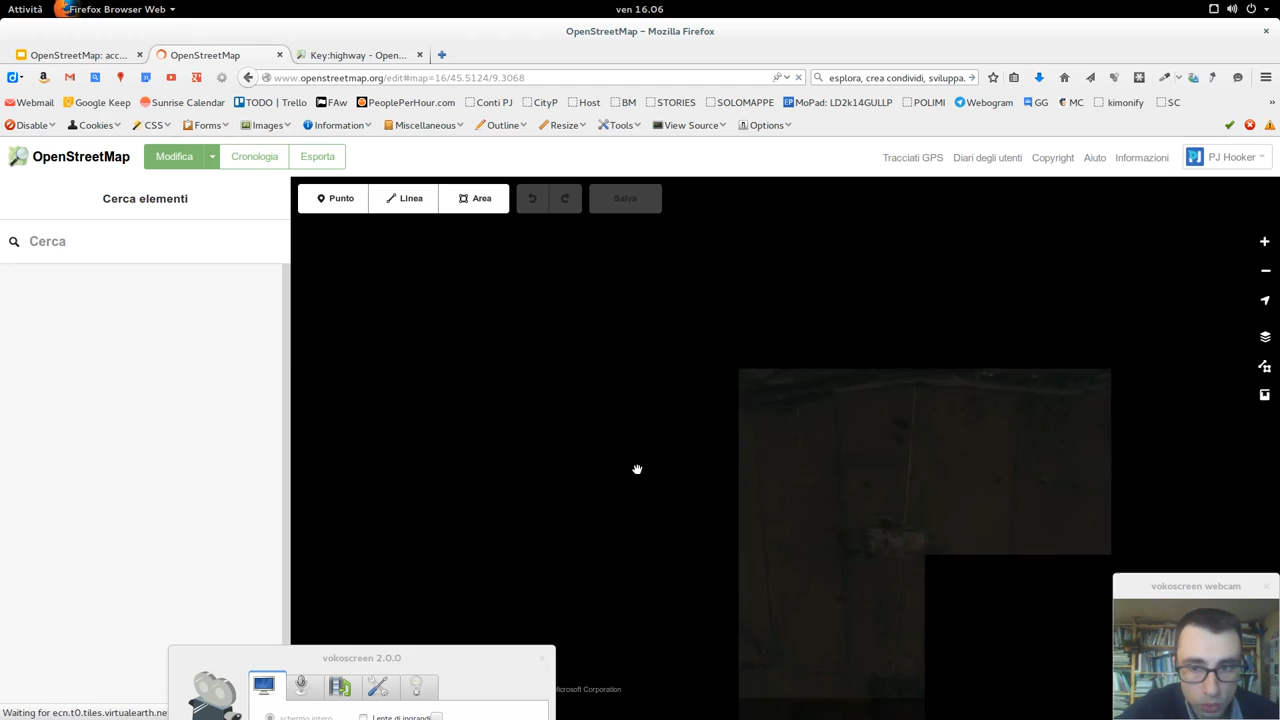 Attività Firefox Browser Web ven 16.06
OpenStreetMap – Mozilla Firefox
OpenStreetMap: acc... OpenStreetMap Key:highway - Open...
www.openstreetmap.org/edit#map=16/45.5124/9.3068 esplora, crea condividi, sviluppa.
Webmail Google Keep Sunrise Calendar TODO | Trello FAw PeoplePerHour.com Conti PJ CityP Host BM STORIES SOLOMAPPE MoPad: LD2k14GULLP POLIMI Webogram GG MC kimonify SC
Disable Cookies CSS Forms Images Information Miscellaneous Outline Resize Tools View Source Options
OpenStreetMap Modifica Cronologia Esporta Tracciati GPS Diari degli utenti Copyright Aiuto Informazioni PJ Hooker
Cerca elementi Punto Linea Area Salva
Cerca
vokoscreen webcam
vokoscreen 2.0.0
Microsoft Corporation
Waiting for ecn.t0.tiles.virtualearth.ne
schermo intero Lente di ingrandi